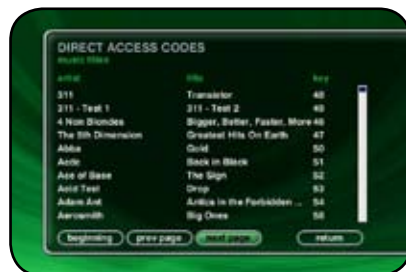 DIRECT ACCESS CODES
music titles
artist title key
311 Transistor 48
311 - Test 1 311 - Test 2 48
4 Non Blondes Bigger, Better, Faster, More 46
The 5th Dimension Greatest Hits On Earth 47
Abba Gold 50
Acdc Back in Black 51
Ace of Base The Sign 52
Acid Test Drop 53
Adam Ant Antics in the Forbidden ... 54
Aerosmith Big Ones 58
beginning prev page next page return